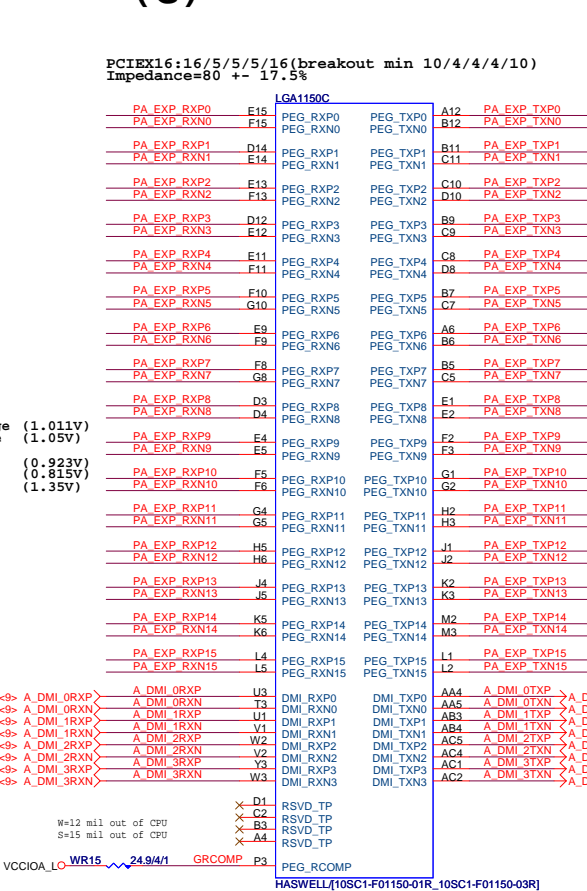 PCIEX16:16/5/5/5/16(breakout min 10/4/4/4/10)
Impedance=80 +- 17.5%
LGA1150C
PA_EXP_RXP0 E15 PEG_RXP0 PEG_TXP0 A12 PA_EXP_TXP0
PA_EXP_RXN0 F15 PEG_RXN0 PEG_TXN0 B12 PA_EXP_TXN0
PA_EXP_RXP1 D14 PEG_RXP1 PEG_TXP1 B11 PA_EXP_TXP1
PA_EXP_RXN1 E14 PEG_RXN1 PEG_TXN1 C11 PA_EXP_TXN1
PA_EXP_RXP2 E13 PEG_RXP2 PEG_TXP2 C10 PA_EXP_TXP2
PA_EXP_RXN2 F13 PEG_RXN2 PEG_TXN2 D10 PA_EXP_TXN2
PA_EXP_RXP3 D12 PEG_RXP3 PEG_TXP3 B9 PA_EXP_TXP3
PA_EXP_RXN3 E12 PEG_RXN3 PEG_TXN3 C9 PA_EXP_TXN3
PA_EXP_RXP4 E11 PEG_RXP4 PEG_TXP4 C8 PA_EXP_TXP4
PA_EXP_RXN4 F11 PEG_RXN4 PEG_TXN4 D8 PA_EXP_TXN4
PA_EXP_RXP5 F10 PEG_RXP5 PEG_TXP5 B7 PA_EXP_TXP5
PA_EXP_RXN5 G10 PEG_RXN5 PEG_TXN5 C7 PA_EXP_TXN5
PA_EXP_RXP6 E9 PEG_RXP6 PEG_TXP6 A6 PA_EXP_TXP6
PA_EXP_RXN6 F9 PEG_RXN6 PEG_TXN6 B6 PA_EXP_TXN6
PA_EXP_RXP7 F8 PEG_RXP7 PEG_TXP7 B5 PA_EXP_TXP7
PA_EXP_RXN7 G8 PEG_RXN7 PEG_TXN7 C5 PA_EXP_TXN7
PA_EXP_RXP8 D3 PEG_RXP8 PEG_TXP8 E1 PA_EXP_TXP8
PA_EXP_RXN8 D4 PEG_RXN8 PEG_TXN8 E2 PA_EXP_TXN8
(1.011V)
(1.05V)
PA_EXP_RXP9 E4 PEG_RXP9 PEG_TXP9 F2 PA_EXP_TXP9
PA_EXP_RXN9 E5 PEG_RXN9 PEG_TXN9 F3 PA_EXP_TXN9
(0.923V)
(0.815V)
(1.35V)
PA_EXP_RXP10 F5 PEG_RXP10 PEG_TXP10 G1 PA_EXP_TXP10
PA_EXP_RXN10 F6 PEG_RXN10 PEG_TXN10 G2 PA_EXP_TXN10
PA_EXP_RXP11 G4 PEG_RXP11 PEG_TXP11 H2 PA_EXP_TXP11
PA_EXP_RXN11 G5 PEG_RXN11 PEG_TXN11 H3 PA_EXP_TXN11
PA_EXP_RXP12 H5 PEG_RXP12 PEG_TXP12 J1 PA_EXP_TXP12
PA_EXP_RXN12 H6 PEG_RXN12 PEG_TXN12 J2 PA_EXP_TXN12
PA_EXP_RXP13 J4 PEG_RXP13 PEG_TXP13 K2 PA_EXP_TXP13
PA_EXP_RXN13 J5 PEG_RXN13 PEG_TXN13 K3 PA_EXP_TXN13
PA_EXP_RXP14 K5 PEG_RXP14 PEG_TXP14 M2 PA_EXP_TXP14
PA_EXP_RXN14 K6 PEG_RXN14 PEG_TXN14 M3 PA_EXP_TXN14
PA_EXP_RXP15 L4 PEG_RXP15 PEG_TXP15 L1 PA_EXP_TXP15
PA_EXP_RXN15 L5 PEG_RXN15 PEG_TXN15 L2 PA_EXP_TXN15
<9> A_DMI_0RXP A_DMI_0RXP U3 DMI_RXP0 DMI_TXP0 AA4 A_DMI_0TXP
<9> A_DMI_0RXN A_DMI_0RXN T3 DMI_RXN0 DMI_TXN0 AA5 A_DMI_0TXN
<9> A_DMI_1RXP A_DMI_1RXP U1 DMI_RXP1 DMI_TXP1 AB3 A_DMI_1TXP
<9> A_DMI_1RXN A_DMI_1RXN V1 DMI_RXN1 DMI_TXN1 AB4 A_DMI_1TXN
<9> A_DMI_2RXP A_DMI_2RXP W2 DMI_RXP2 DMI_TXP2 AC5 A_DMI_2TXP
<9> A_DMI_2RXN A_DMI_2RXN V2 DMI_RXN2 DMI_TXN2 AC4 A_DMI_2TXN
<9> A_DMI_3RXP A_DMI_3RXP Y3 DMI_RXP3 DMI_TXP3 AC1 A_DMI_3TXP
<9> A_DMI_3RXN A_DMI_3RXN W3 DMI_RXN3 DMI_TXN3 AC2 A_DMI_3TXN
D1 RSVD_TP
C2 RSVD_TP
W=12 mil out of CPU B3 RSVD_TP
S=15 mil out of CPU A4 RSVD_TP
VCCIOA_L WR15 24.9/4/1 GRCOMP P3 PEG_RCOMP
HASWELL/[10SC1-F01150-01R_10SC1-F01150-03R]